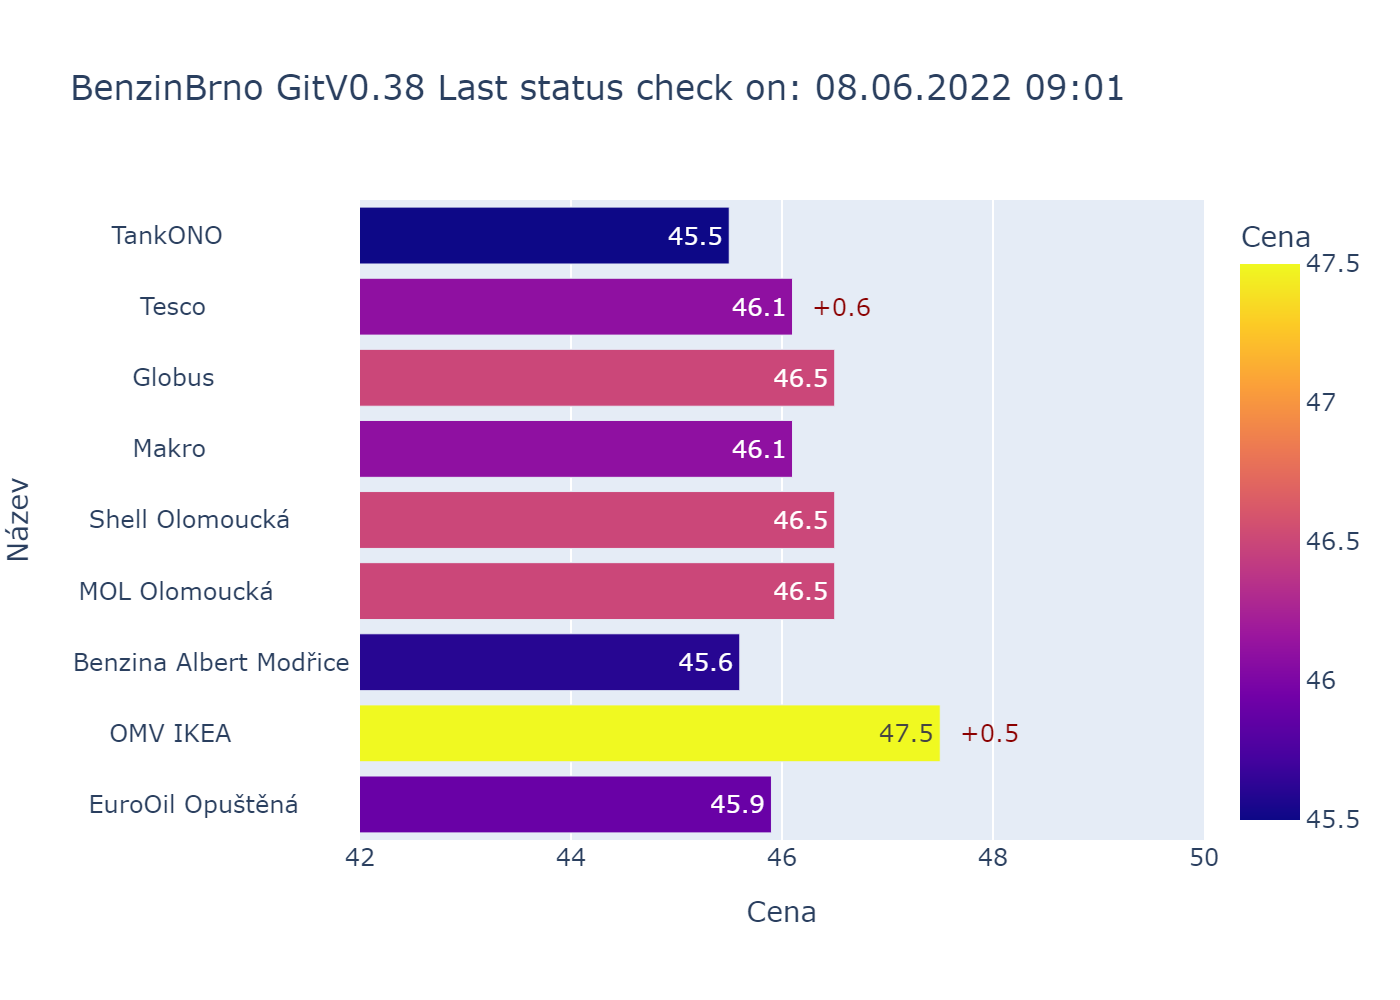 BenzinBrno GitV0.38 Last status check on: 08.06.2022 09:01
TankONO 45.5
Tesco 46.1 +0.6
Globus 46.5
Makro 46.1
Shell Olomoucká 46.5
MOL Olomoucká 46.5
Benzina Albert Modřice 45.6
OMV IKEA 47.5 +0.5
EuroOil Opuštěná 45.9
42 44 46 48 50
Cena
Název
Cena
47.5
47
46.5
46
45.5